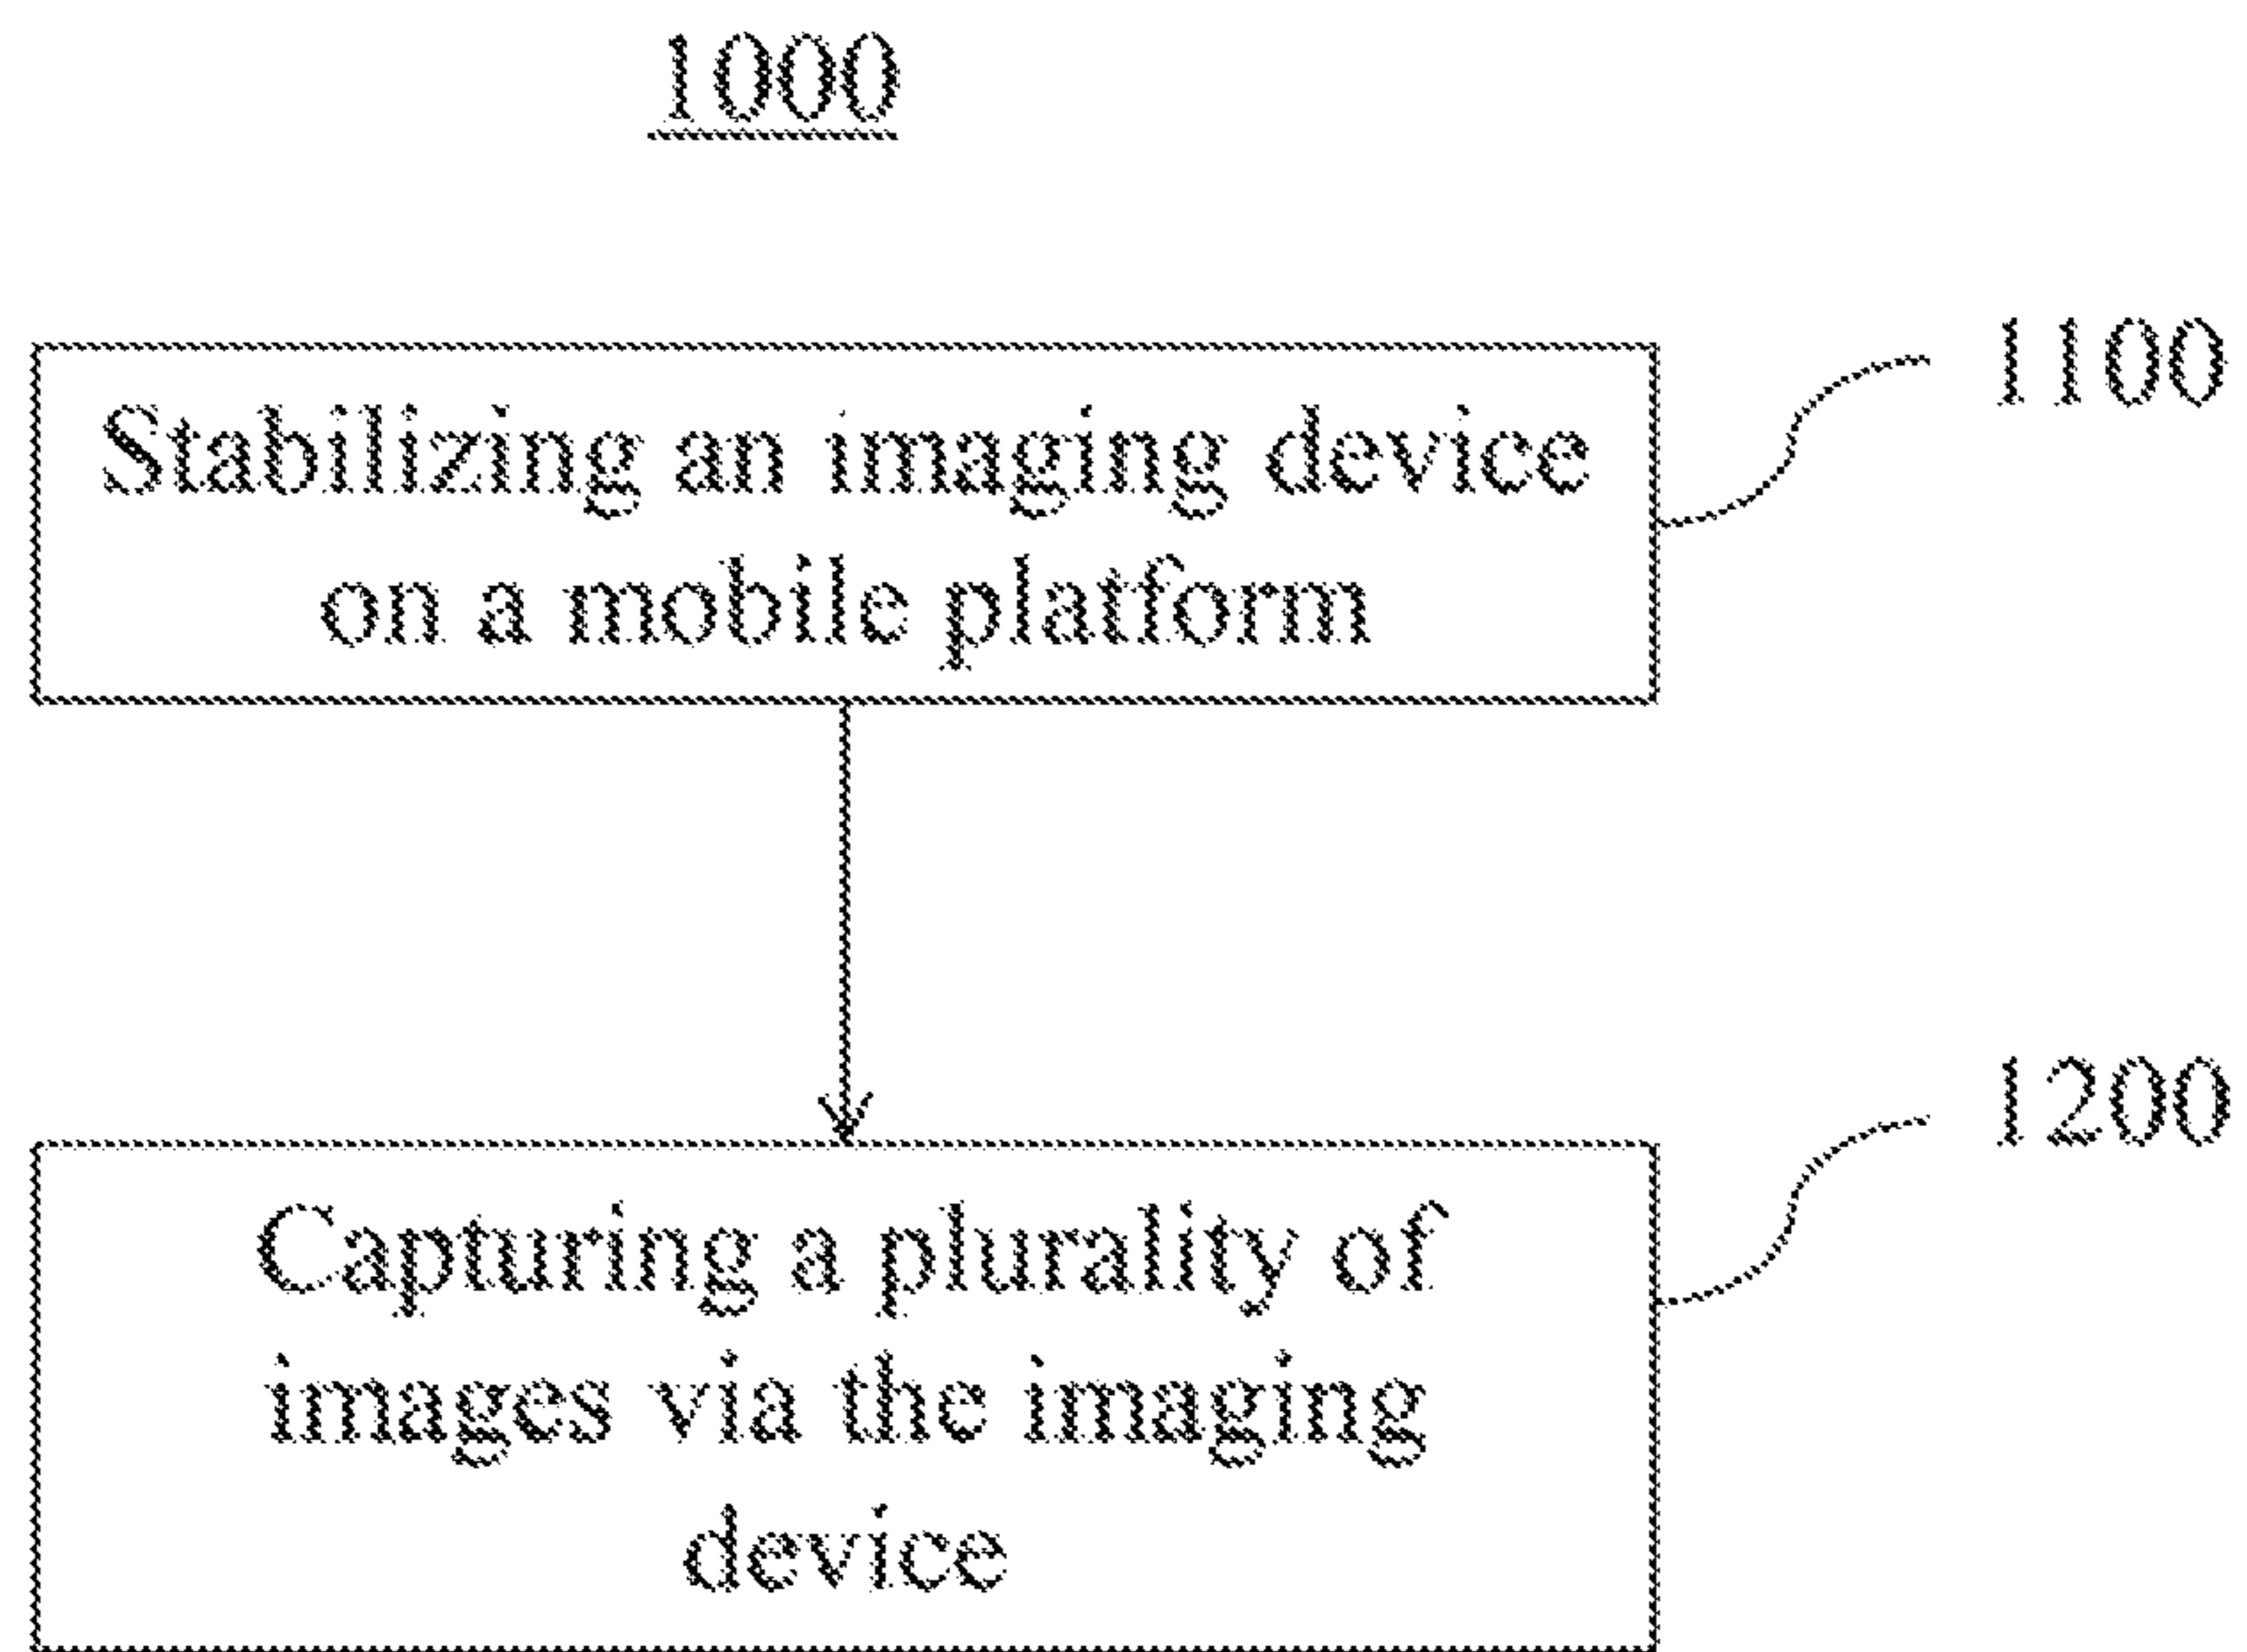 1000
1100
Stabilizing an imaging device
on a mobile platform
1200
Capturing a plurality of
images via the imaging
device